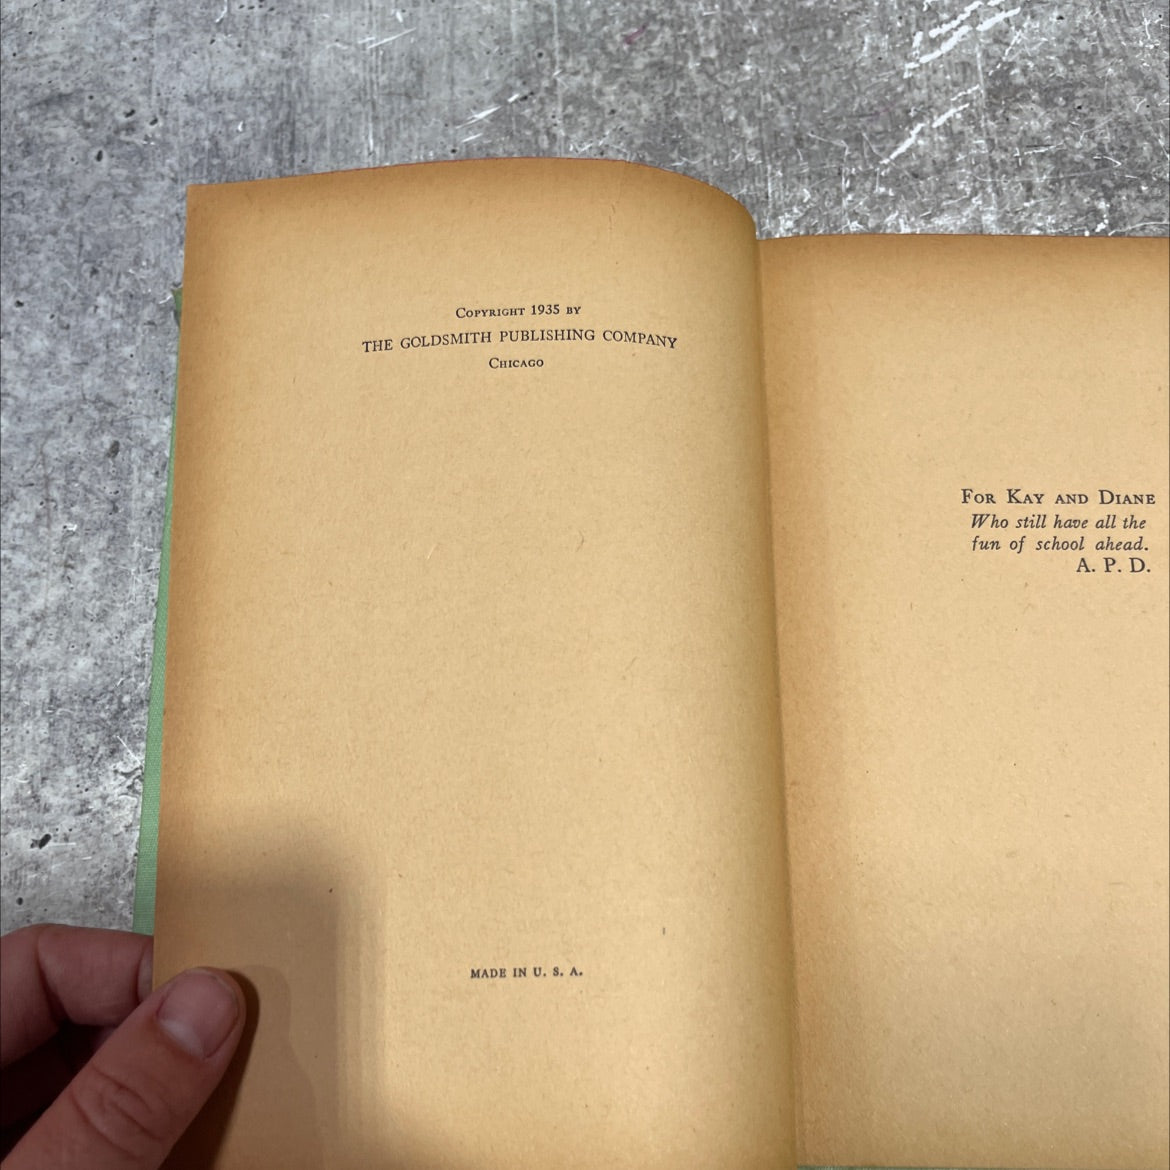 Copyright 1935 by
THE GOLDSMITH PUBLISHING COMPANY
Chicago
MADE IN U. S. A.
For Kay and Diane
Who still have all the
fun of school ahead.
A. P. D.